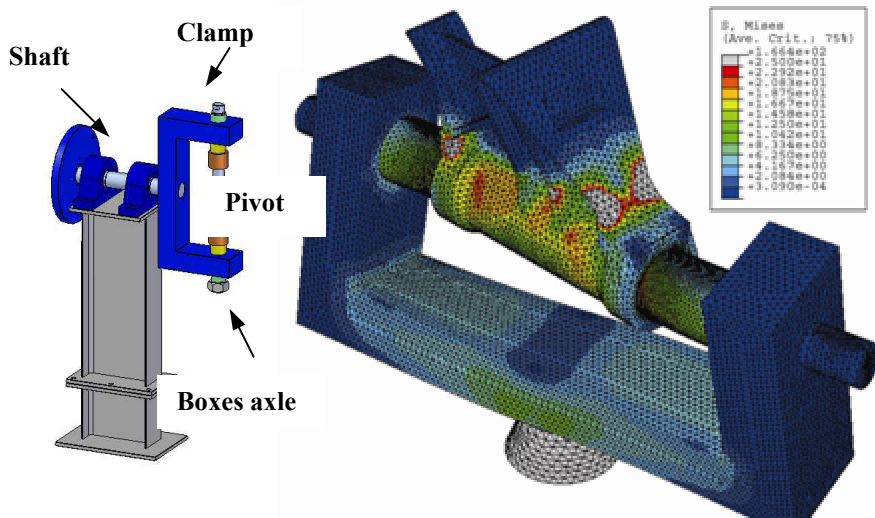 Clamp
Shaft
Pivot
Boxes axle
S, Mises
(Ave. Crit.: 75%)
+1.664e+02
+2.500e+01
+2.292e+01
+2.083e+01
+1.875e+01
+1.667e+01
+1.458e+01
+1.250e+01
+1.042e+01
+8.334e+00
+6.250e+00
+4.167e+00
+2.084e+00
+3.090e-04